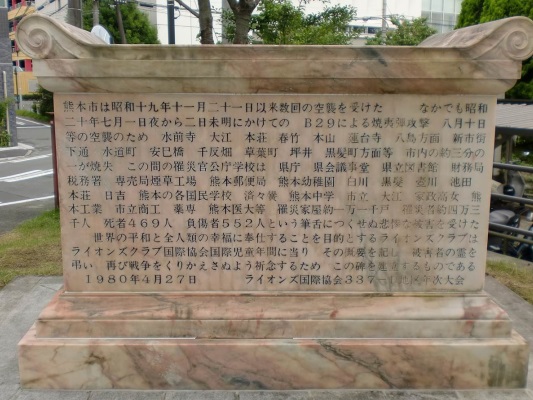 熊本市は昭和十九年十一月二十一日以来数回の空襲を受けた　なかでも昭和
二十年七月一日夜から二日未明にかけての　B29による焼夷弾攻撃　八月十日
等の空襲のため　水前寺　大江　本荘　春竹　本山　蓮台寺　八島方面　新市街
下通　水道町　安巳橋　千反畑　草葉町　坪井　黒髪町方面等　市内の約三分の
一が焼失　この間の罹災官公庁学校は　県庁　県会議事堂　県立図書館　財務局
税務署　専売局煙草工場　熊本郵便局　熊本幼稚園　白川　黒髪　壺川　池田
本荘　日吉　熊本の各国民学校　済々黌　熊本中学　市立　大江　家政高女　熊
本工業　市立商工　薬専　熊本医大等　罹災家屋約一万一千戸　罹災者約四万三
千人　死者469人　負傷者552人という筆舌につくせぬ悲惨な被害を受けた
世界の平和と全人類の幸福に奉仕することを目的とするライオンズクラブは
ライオンズクラブ国際協会国際児童年間に当り　その概要を記し　被害者の霊を
弔い　再び戦争をくりかえさぬよう祈念するため　この碑を建立するものである
1980年4月27日　ライオンズ国際協会337 年次大会